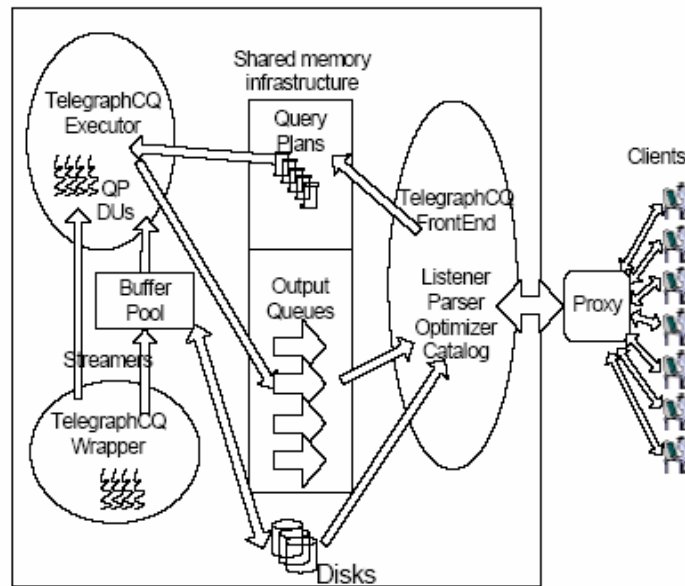 Shared memory
infrastructure
TelegraphCQ
Executor
QP
DUs
Query
Plans
TelegraphCQ
FrontEnd
Listener
Parser
Optimizer
Catalog
Clients
Proxy
Buffer
Pool
Output
Queues
Streamers
TelegraphCQ
Wrapper
Disks